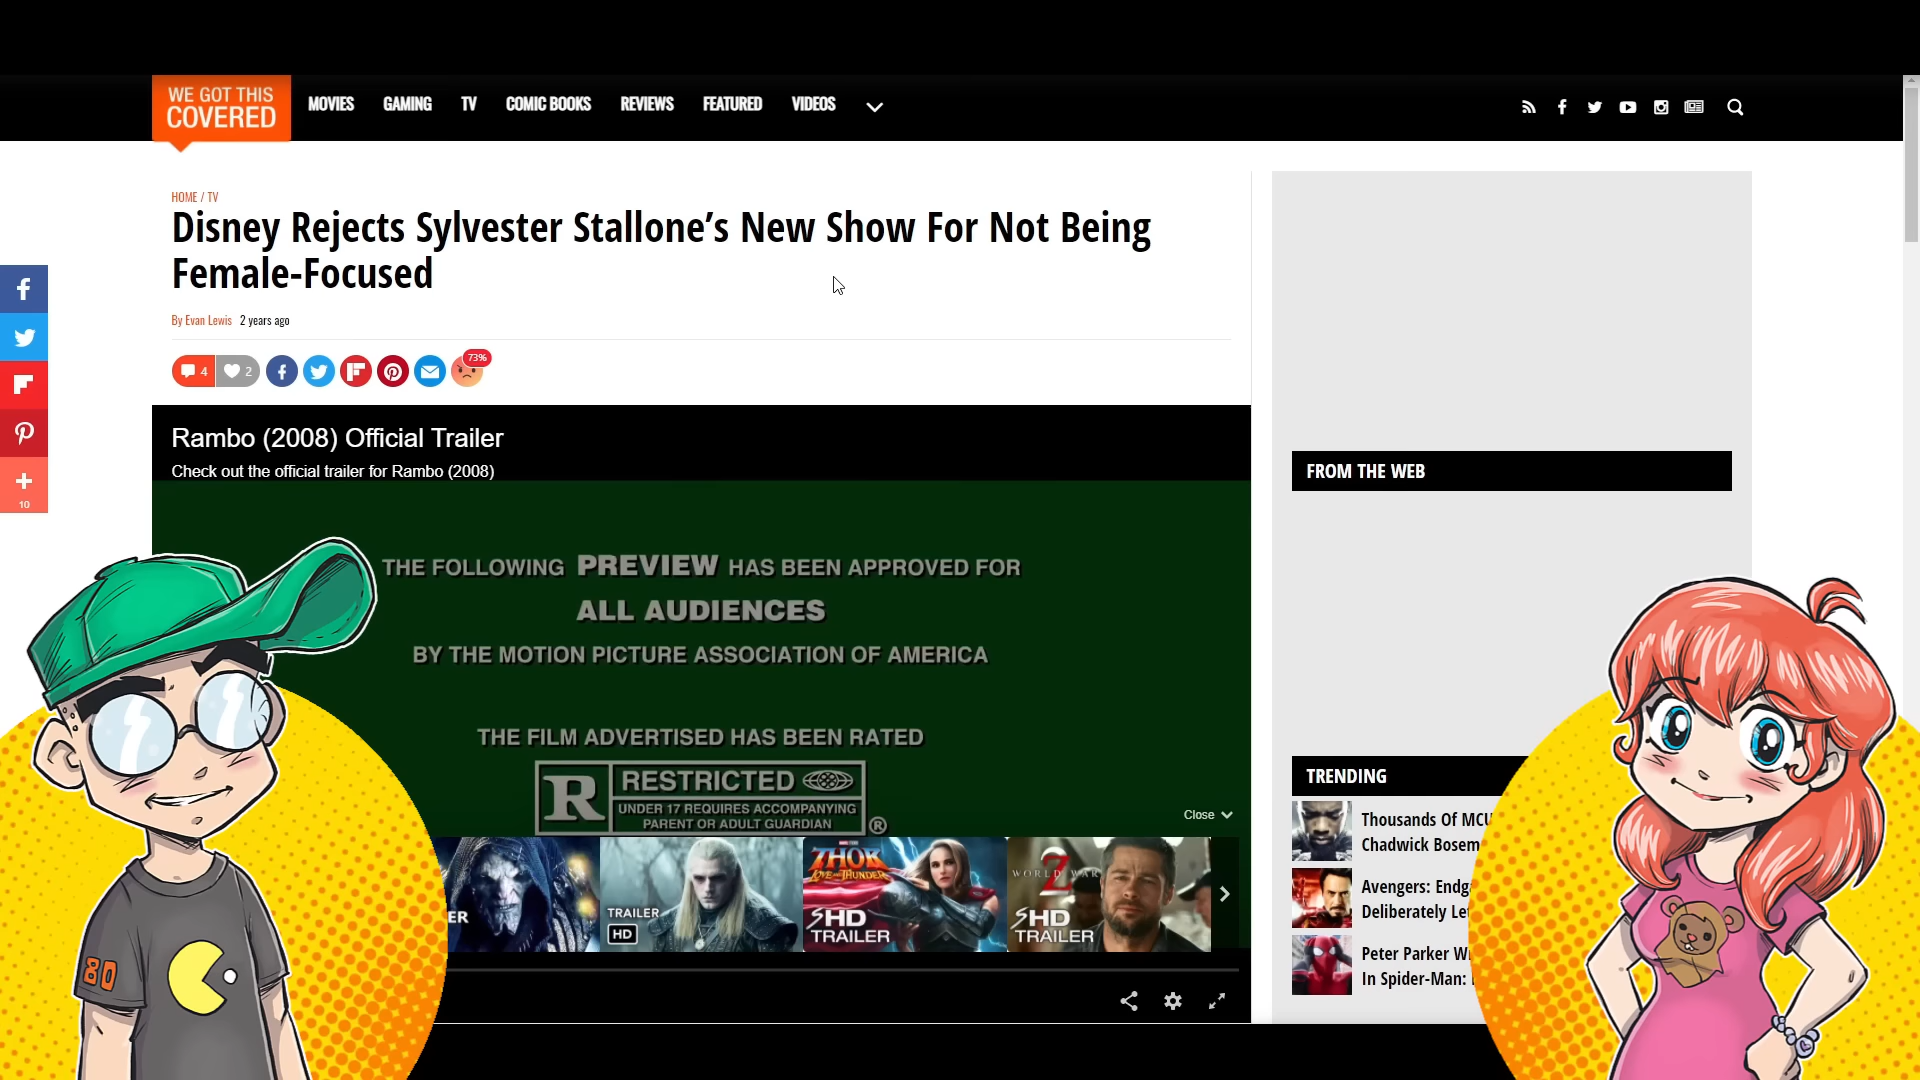 WE GOT THIS
COVERED
MOVIES GAMING TV COMIC BOOKS REVIEWS FEATURED VIDEOS
HOME / TV
Disney Rejects Sylvester Stallone's New Show For Not Being
Female-Focused
By Evan Lewis 2 years ago
4 2 73%
10
Rambo (2008) Official Trailer
Check out the official trailer for Rambo (2008)
THE FOLLOWING PREVIEW HAS BEEN APPROVED FOR
ALL AUDIENCES
BY THE MOTION PICTURE ASSOCIATION OF AMERICA
THE FILM ADVERTISED HAS BEEN RATED
R RESTRICTED
UNDER 17 REQUIRES ACCOMPANYING
PARENT OR ADULT GUARDIAN ®
Close
ER
TRAILER
HD
THOR
LOVE AND THUNDER
HD
TRAILER
WORLD WAR
Z
HD
TRAILER
FROM THE WEB
TRENDING
Thousands Of MCU
Chadwick Bosem
Avengers: Endg
Deliberately Le
Peter Parker W
In Spider-Man:
80